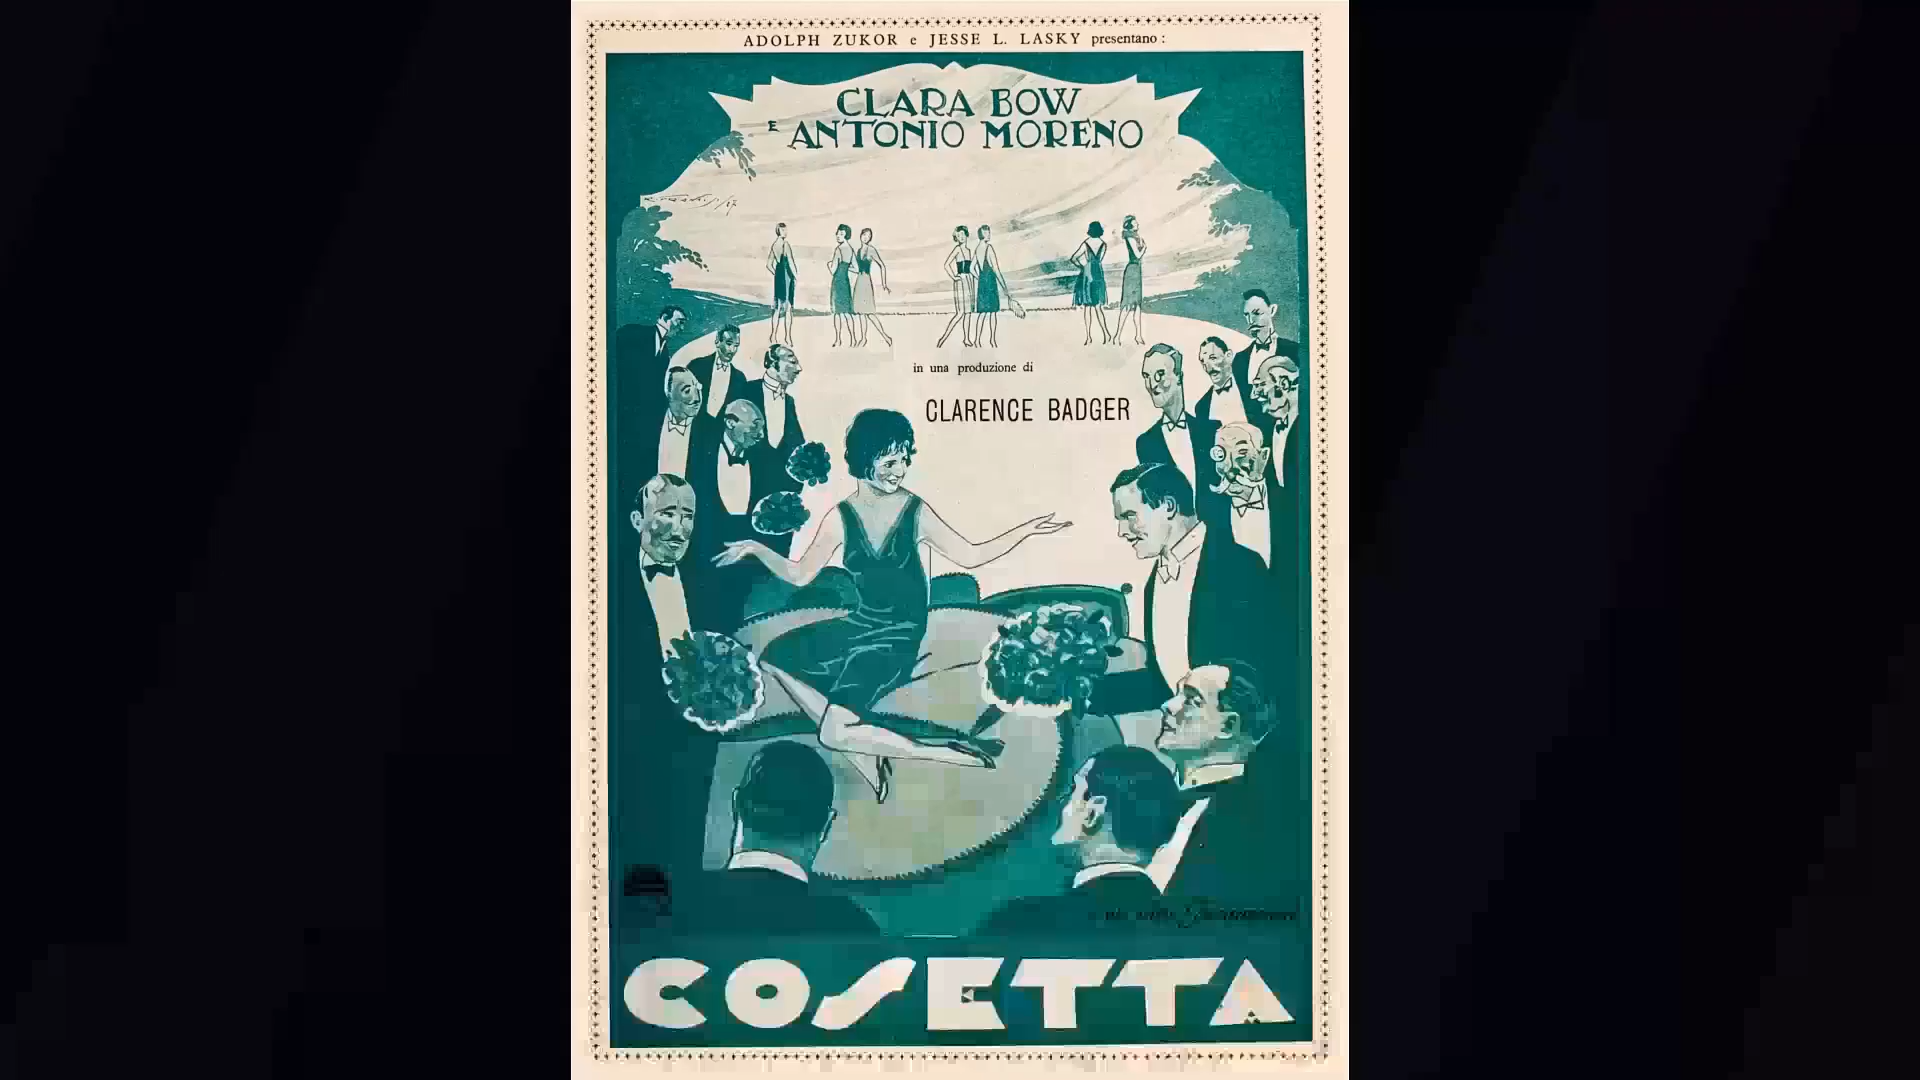 ADOLPH ZUKOR e JESSE L. LASKY presentano :
CLARA BOW
E ANTONIO MORENO
in una produzione di
CLARENCE BADGER
COSETTA